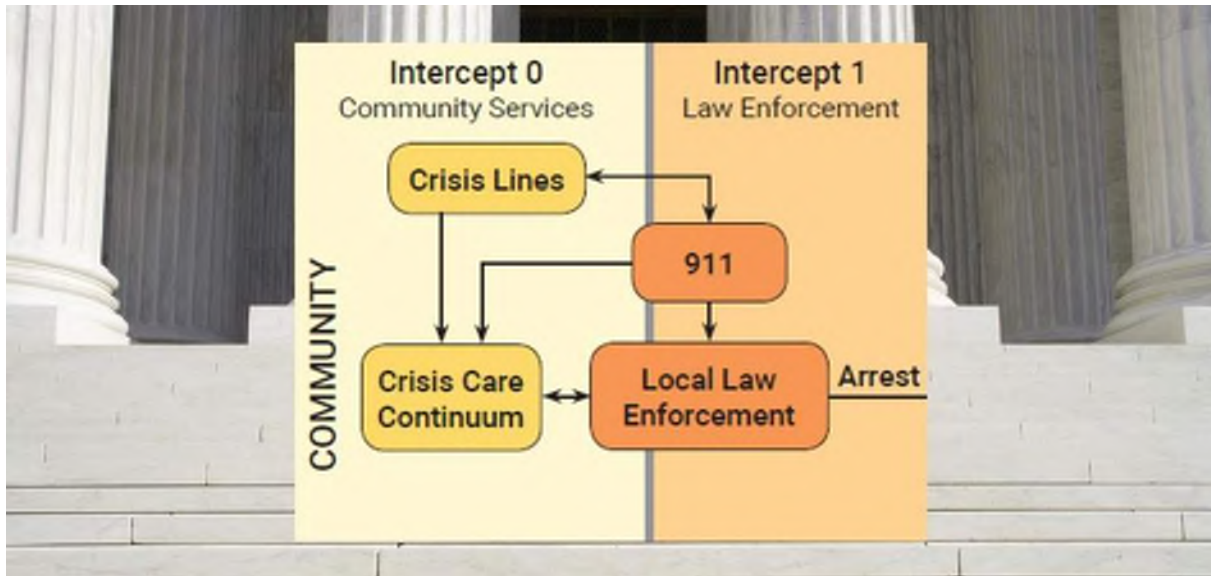 Intercept 0
Community Services
Intercept 1
Law Enforcement
Crisis Lines
911
COMMUNITY
Crisis Care
Continuum
Local Law
Enforcement
Arrest